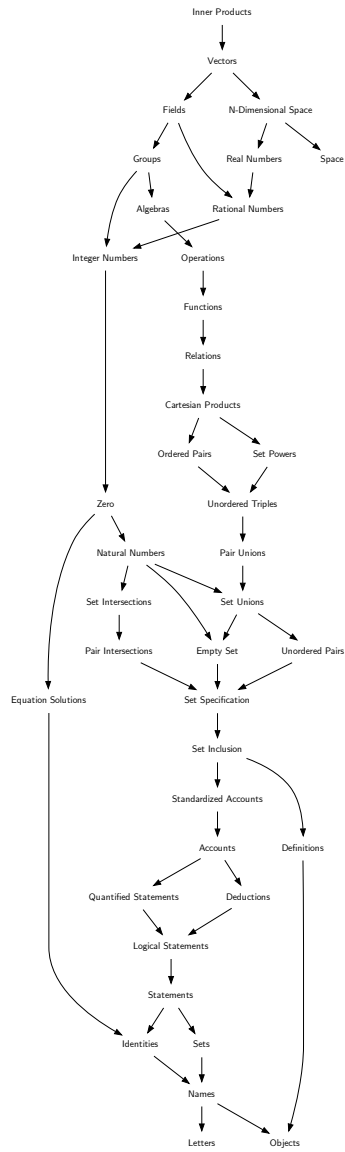 Inner Products
Vectors
Fields
N-Dimensional Space
Groups
Real Numbers
Space
Algebras
Rational Numbers
Integer Numbers
Operations
Functions
Relations
Cartesian Products
Ordered Pairs
Set Powers
Zero
Unordered Triples
Natural Numbers
Pair Unions
Set Intersections
Set Unions
Pair Intersections
Empty Set
Unordered Pairs
Equation Solutions
Set Specification
Set Inclusion
Standardized Accounts
Accounts
Definitions
Quantified Statements
Deductions
Logical Statements
Statements
Identities
Sets
Names
Letters
Objects